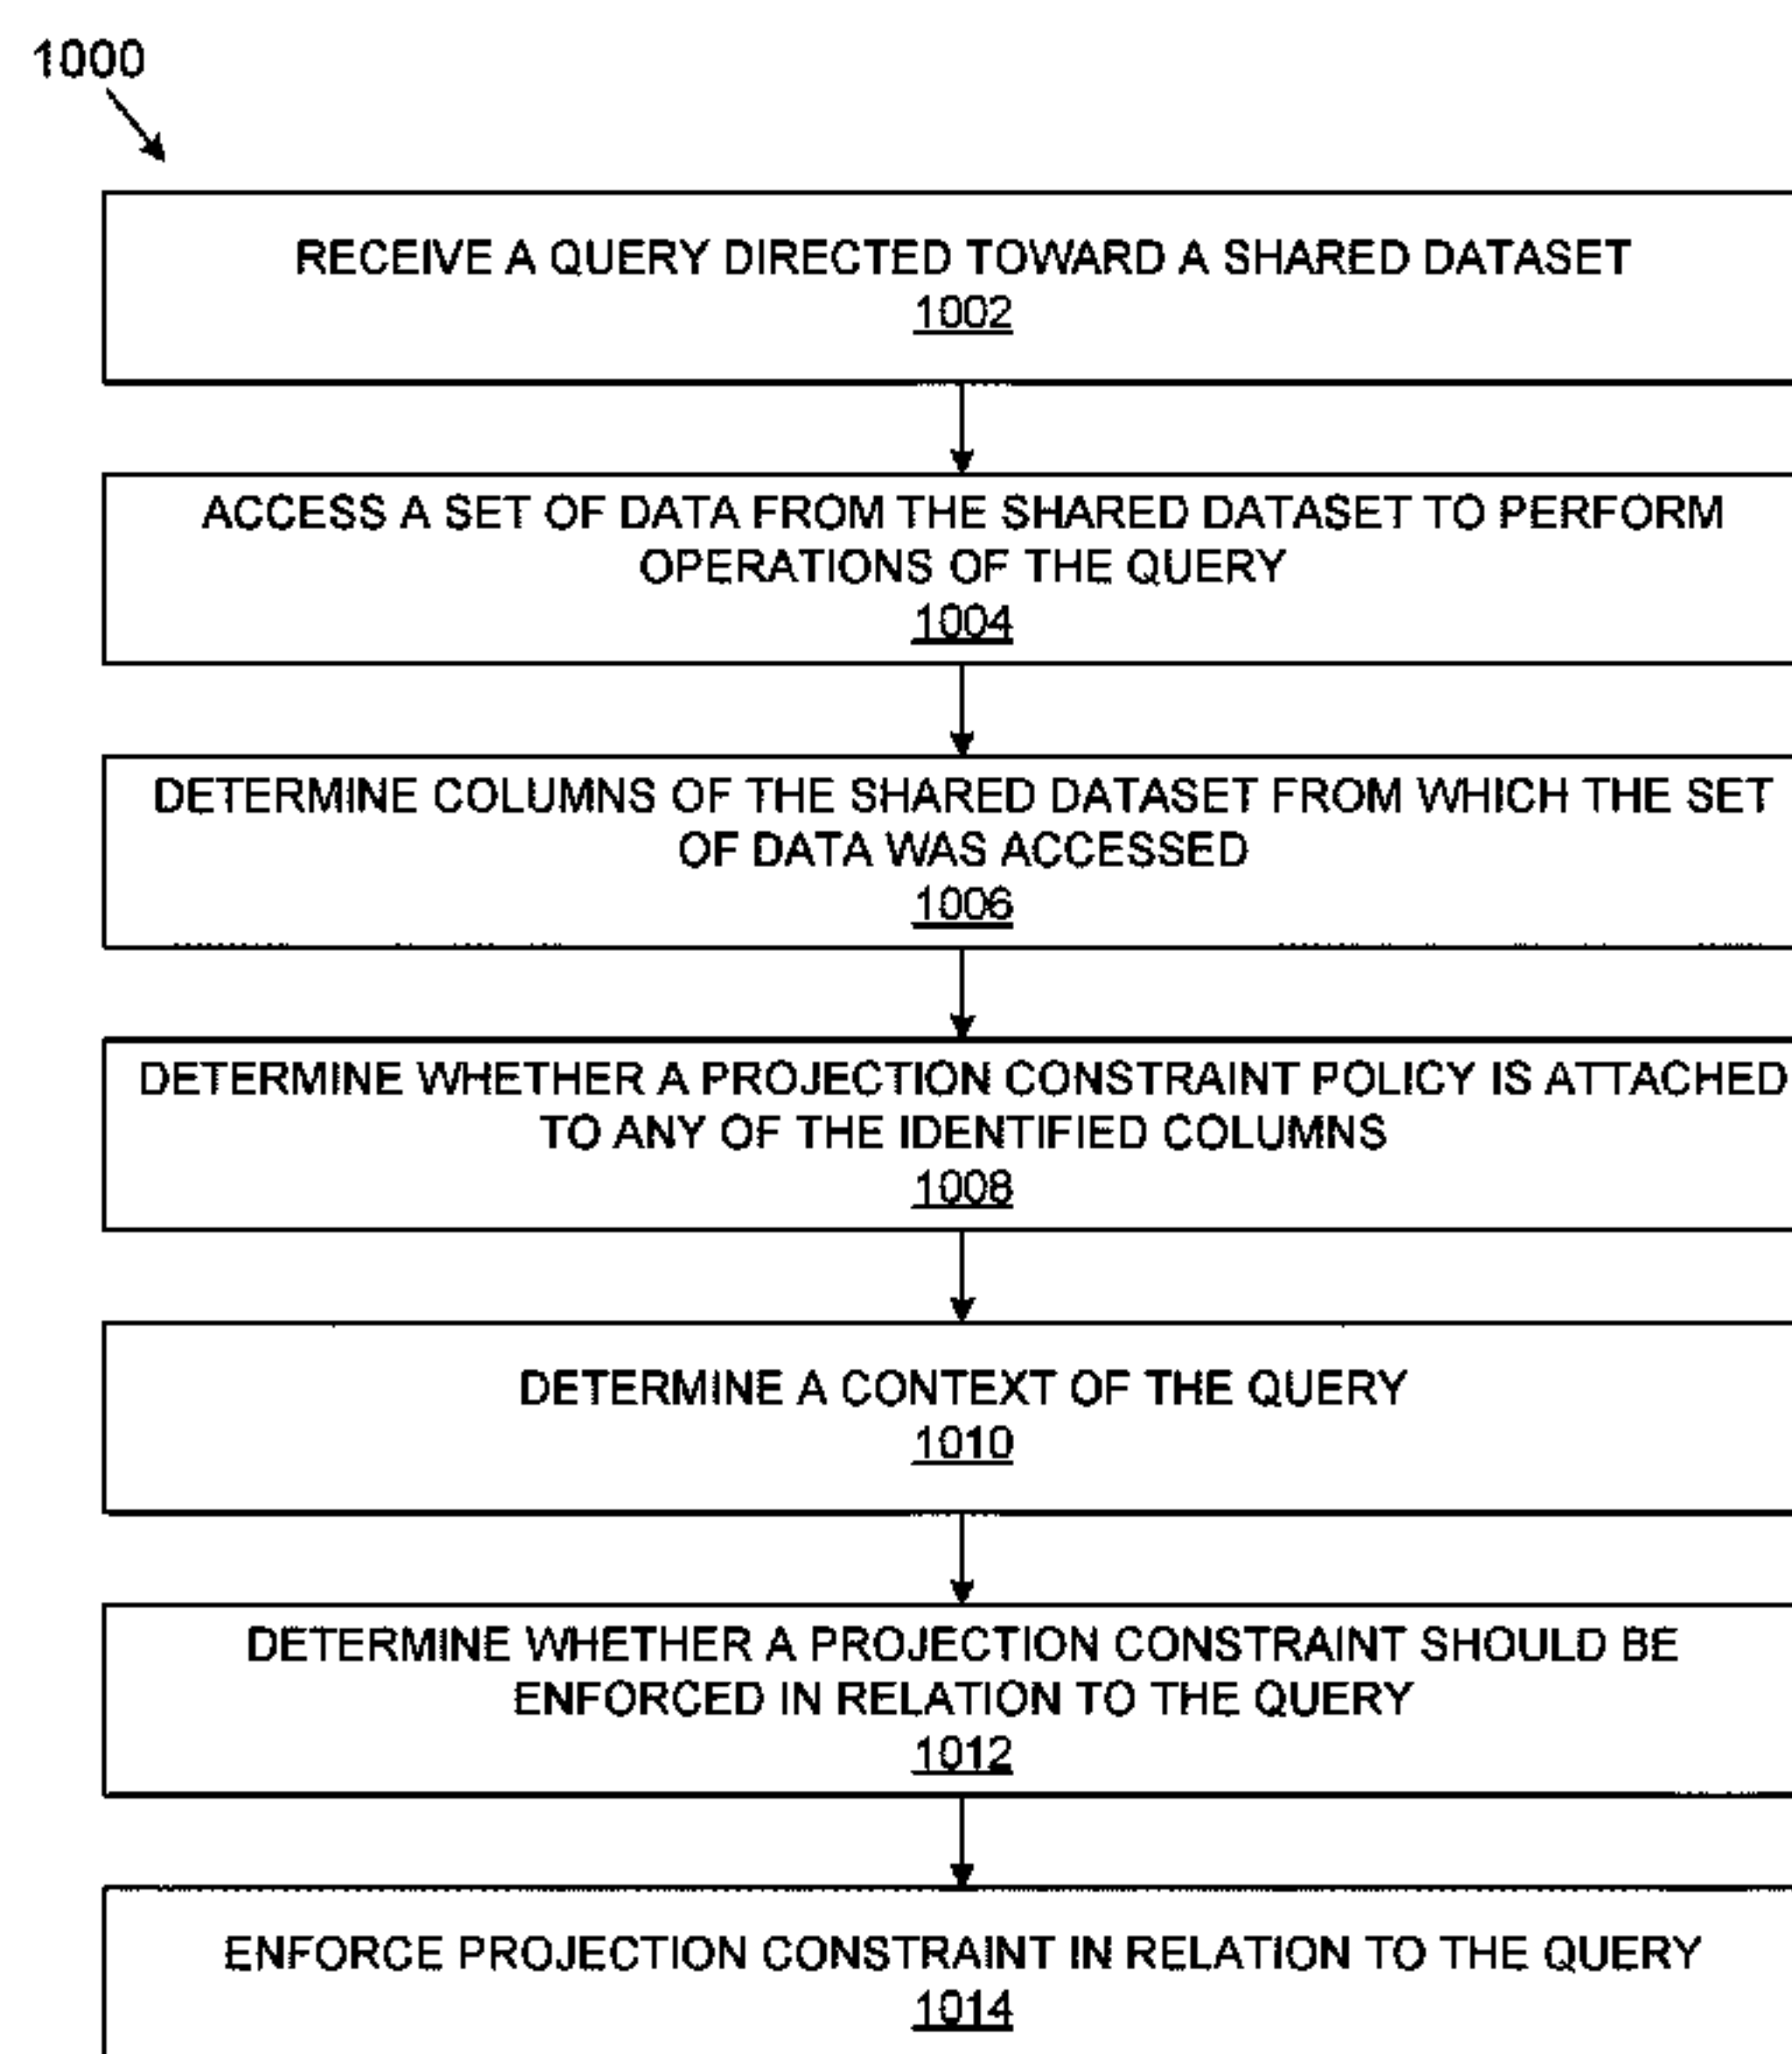 1000
RECEIVE A QUERY DIRECTED TOWARD A SHARED DATASET
1002
ACCESS A SET OF DATA FROM THE SHARED DATASET TO PERFORM
OPERATIONS OF THE QUERY
1004
DETERMINE COLUMNS OF THE SHARED DATASET FROM WHICH THE SET
OF DATA WAS ACCESSED
1006
DETERMINE WHETHER A PROJECTION CONSTRAINT POLICY IS ATTACHED
TO ANY OF THE IDENTIFIED COLUMNS
1008
DETERMINE A CONTEXT OF THE QUERY
1010
DETERMINE WHETHER A PROJECTION CONSTRAINT SHOULD BE
ENFORCED IN RELATION TO THE QUERY
1012
ENFORCE PROJECTION CONSTRAINT IN RELATION TO THE QUERY
1014